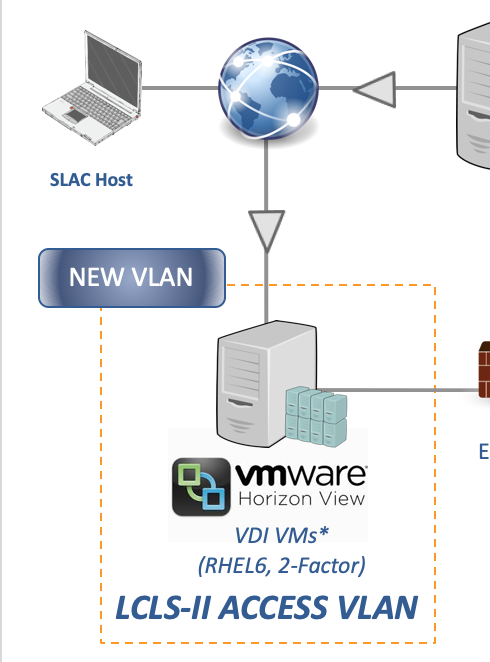 SLAC Host
NEW VLAN
vmware
Horizon View
VDI VMs*
(RHEL6, 2-Factor)
LCLS-II ACCESS VLAN
E